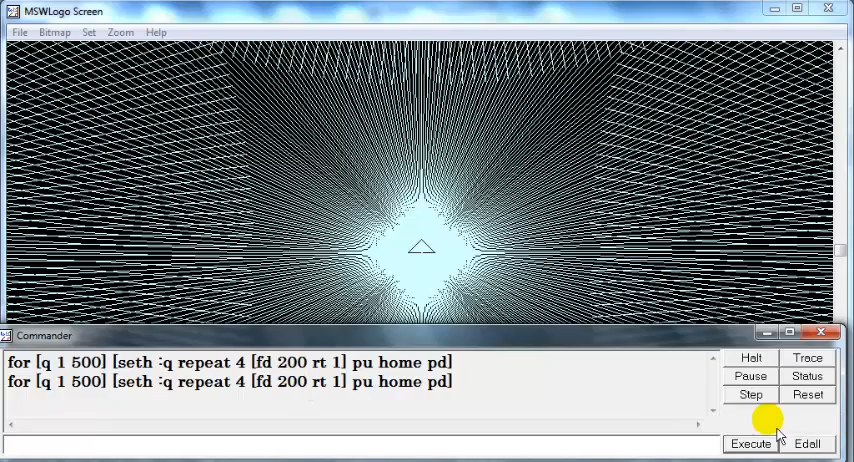 MSWLogo Screen
File Bitmap Set Zoom Help
Commander
for [q 1 500] [seth :q repeat 4 [fd 200 rt 1] pu home pd]
for [q 1 500] [seth :q repeat 4 [fd 200 rt 1] pu home pd]
Halt Trace
Pause Status
Step Reset
Execute Edall